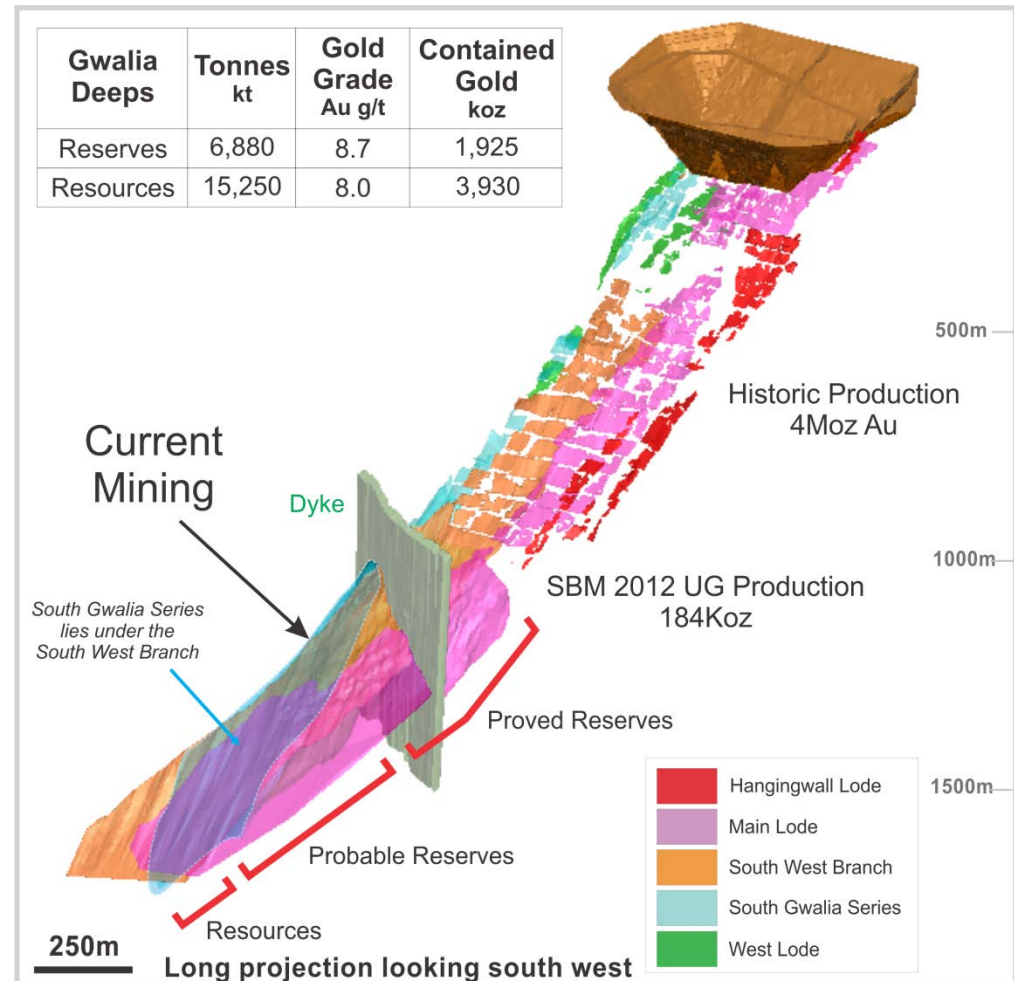 Gwalia Deeps Tonnes kt Gold Grade Au g/t Contained Gold koz
Reserves 6,880 8.7 1,925
Resources 15,250 8.0 3,930
500m
Historic Production
4Moz Au
Current
Mining
Dyke
1000m
SBM 2012 UG Production
184Koz
South Gwalia Series
lies under the
South West Branch
Proved Reserves
1500m
Probable Reserves
Resources
Hangingwall Lode
Main Lode
South West Branch
South Gwalia Series
West Lode
250m
Long projection looking south west